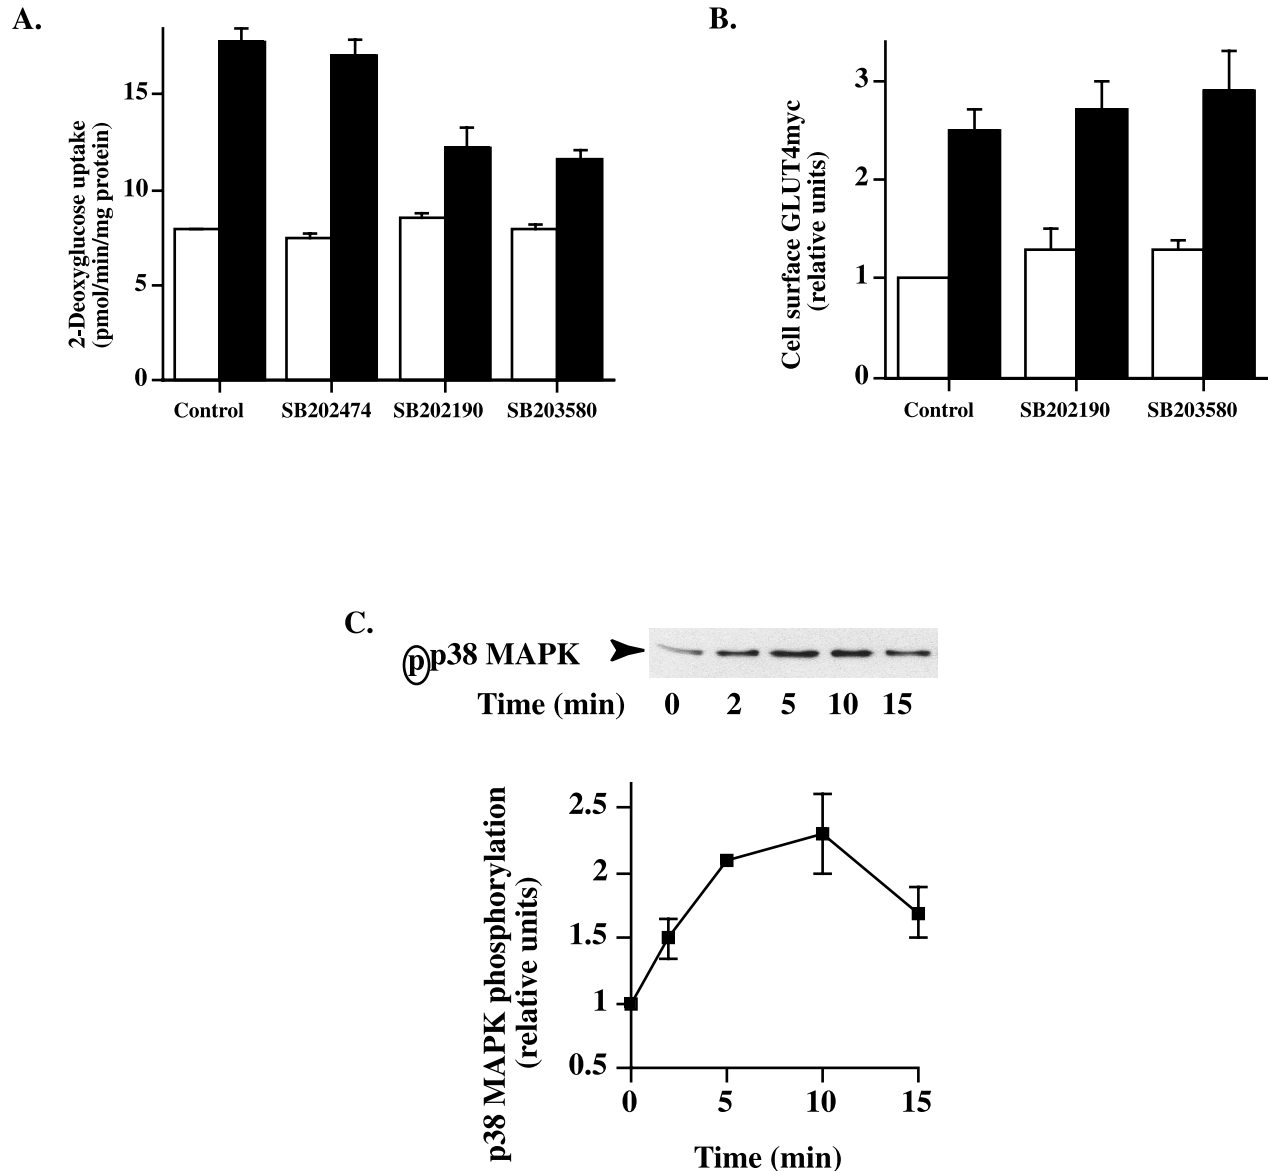 A.
2-Deoxyglucose uptake
(pmol/min/mg protein)
15
10
5
0
Control SB202474 SB202190 SB203580
B.
Cell surface GLUT4myc
(relative units)
3
2
1
0
Control SB202190 SB203580
C.
p p38 MAPK
Time (min) 0 2 5 10 15
p38 MAPK phosphorylation
(relative units)
2.5
2
1.5
1
0.5
0 5 10 15
Time (min)